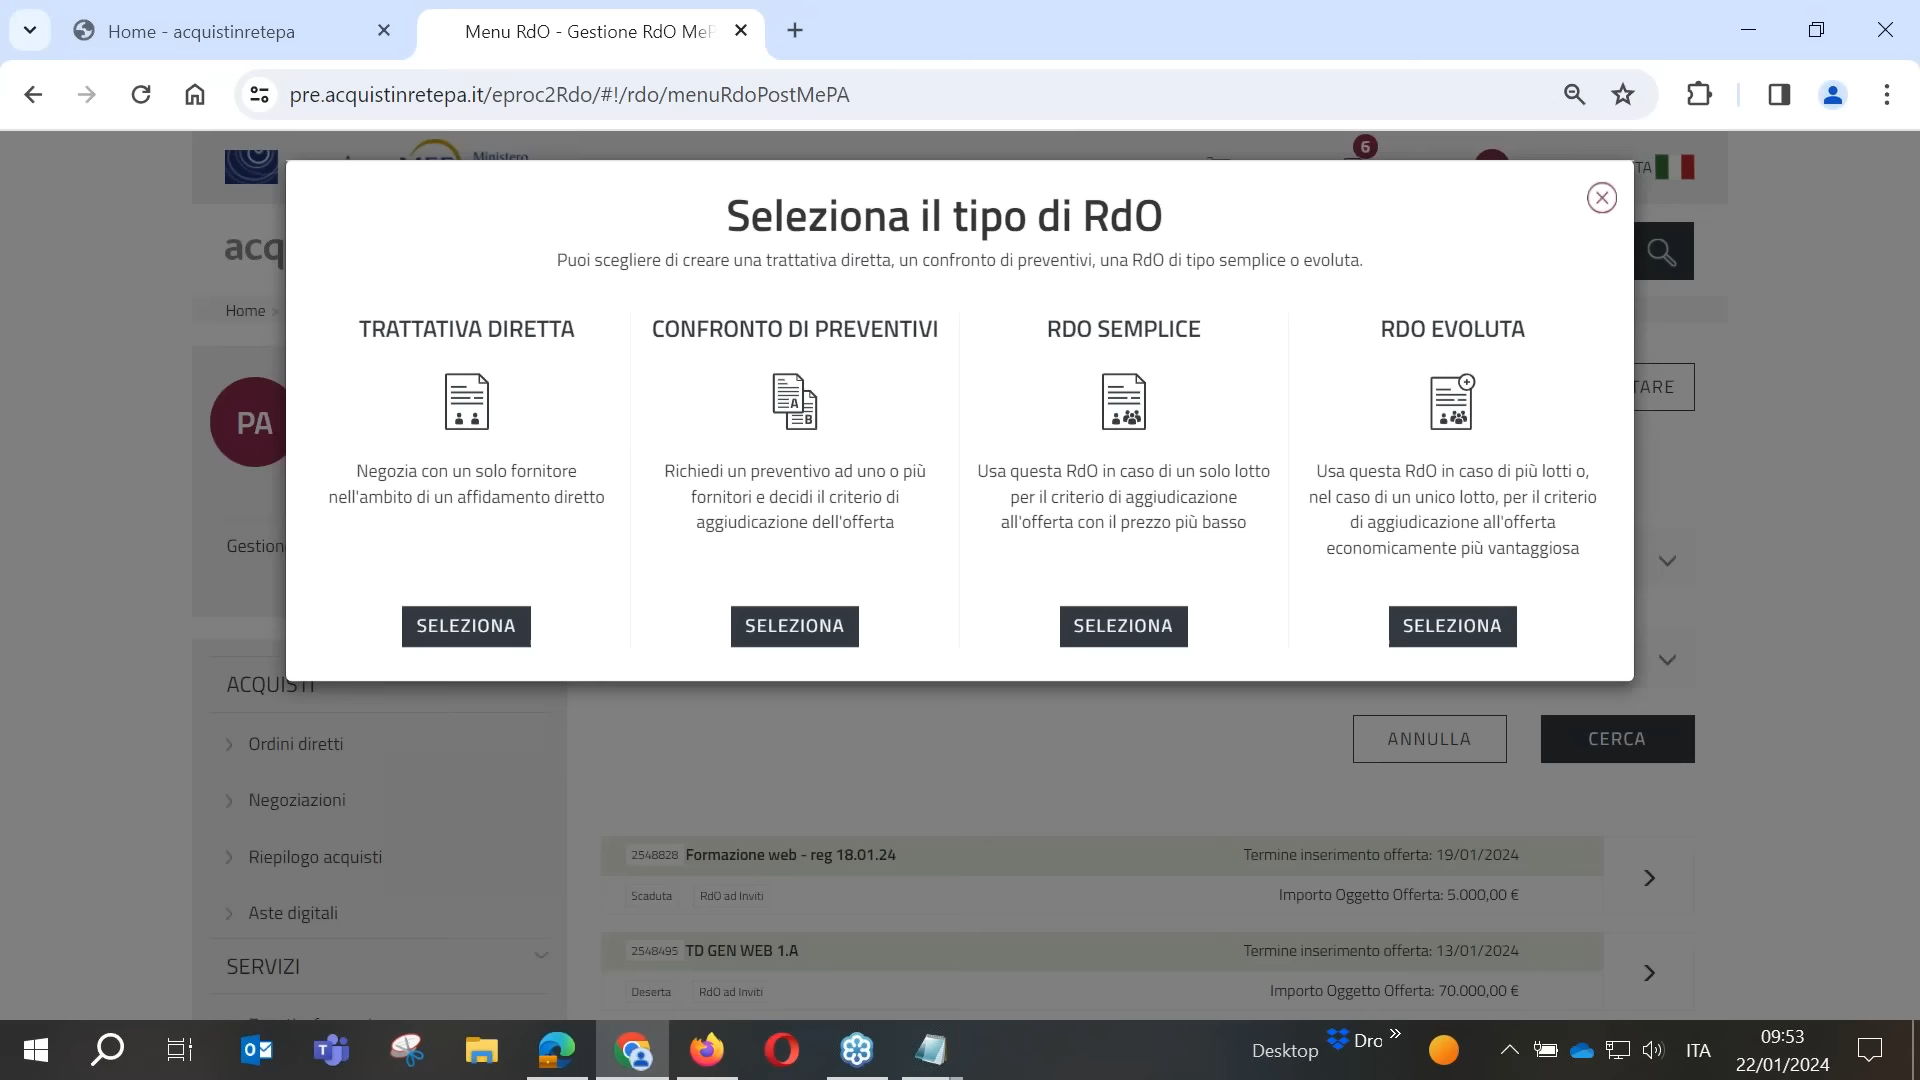 Home - acquistinretepa
Menu RdO - Gestione RdO MeP
pre.acquistinretepa.it/eproc2Rdo/#!/rdo/menuRdoPostMePA
Ministero
6
ITA
Seleziona il tipo di RdO
Puoi scegliere di creare una trattativa diretta, un confronto di preventivi, una RdO di tipo semplice o evoluta.
acq
Home >
PA
TARE
Gestion
TRATTATIVA DIRETTA
Negozia con un solo fornitore
nell'ambito di un affidamento diretto
SELEZIONA
CONFRONTO DI PREVENTIVI
A
B
Richiedi un preventivo ad uno o più
fornitori e decidi il criterio di
aggiudicazione dell'offerta
SELEZIONA
RDO SEMPLICE
Usa questa RdO in caso di un solo lotto
per il criterio di aggiudicazione
all'offerta con il prezzo più basso
SELEZIONA
RDO EVOLUTA
Usa questa RdO in caso di più lotti o,
nel caso di un unico lotto, per il criterio
di aggiudicazione all'offerta
economicamente più vantaggiosa
SELEZIONA
ACQUISTI
Ordini diretti
Negoziazioni
Riepilogo acquisti
Aste digitali
SERVIZI
ANNULLA
CERCA
2548828 Formazione web - reg 18.01.24
Termine inserimento offerta: 19/01/2024
Scaduta RdO ad Inviti
Importo Oggetto Offerta: 5.000,00 €
2548495 TD GEN WEB 1.A
Termine inserimento offerta: 13/01/2024
Deserta RdO ad Inviti
Importo Oggetto Offerta: 70.000,00 €
Desktop
Dro
ITA
09:53
22/01/2024